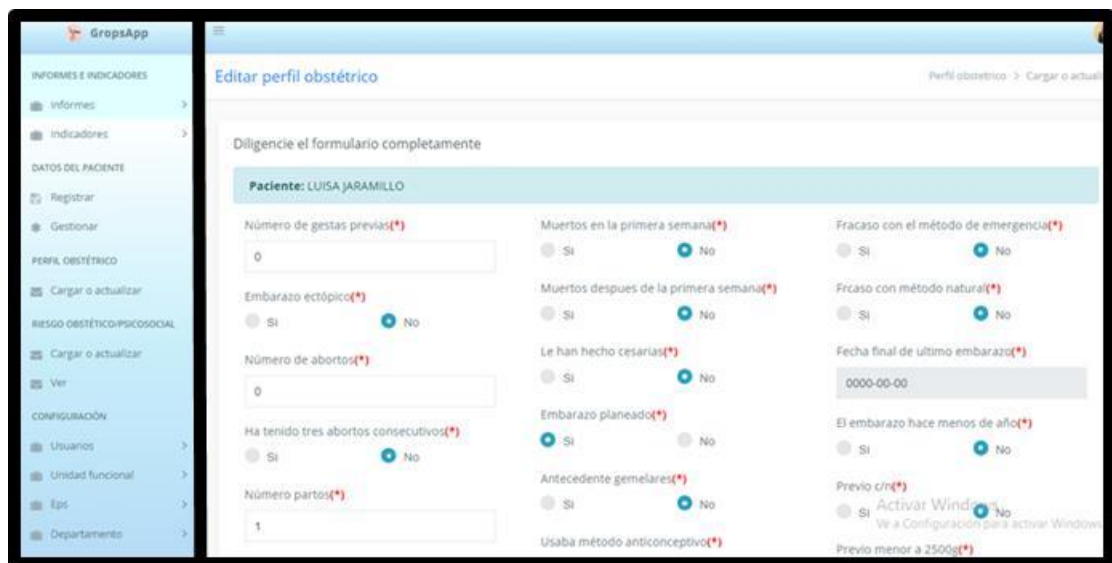 GropsApp
INFORMES E INDICADORES
Informes
Indicadores
DATOS DEL PACIENTE
Registrar
Gestionar
PERFIL OBSTÉTRICO
Cargar o actualizar
RIESGO OBSTÉTICO/PSICOSOCIAL
Cargar o actualizar
Ver
CONFIGURACIÓN
Usuarios
Unidad funcional
Eps
Departamento
Editar perfil obstétrico
Perfil obstetrico > Cargar o actuali
Diligencie el formulario completamente
Paciente: LUISA JARAMILLO
Número de gestas previas(*)
0
Embarazo ectópico(*)
Si No
Número de abortos(*)
0
Ha tenido tres abortos consecutivos(*)
Si No
Número partos(*)
1
Muertos en la primera semana(*)
Si No
Muertos despues de la primera semana(*)
Si No
Le han hecho cesarias(*)
Si No
Embarazo planeado(*)
Si No
Antecedente gemelares(*)
Si No
Usaba método anticonceptivo(*)
Fracaso con el método de emergencia(*)
Si No
Frcaso con método natural(*)
Si No
Fecha final de ultimo embarazo(*)
0000-00-00
El embarazo hace menos de año(*)
Si No
Previo c/n(*)
Si No
Previo menor a 2500g(*)
Activar Windows
Ve a Configuración para activar Windows